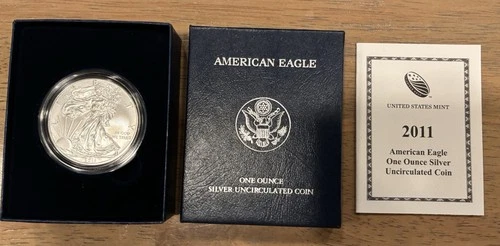 AMERICAN EAGLE
ONE OUNCE
SILVER UNCIRCULATED COIN
UNITED STATES MINT
2011
American Eagle
One Ounce Silver
Uncirculated Coin